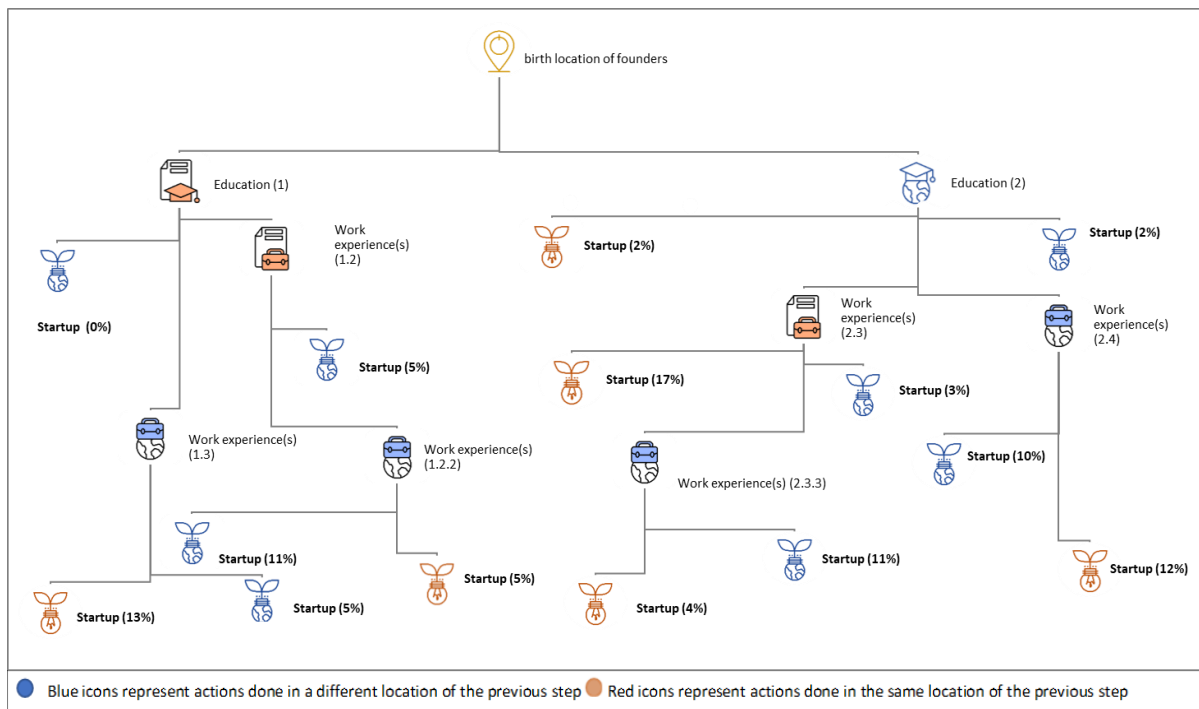 birth location of founders
Education (1)
Education (2)
Work
experience(s)
(1.2)
Startup (2%)
Startup (2%)
Startup (0%)
Work
experience(s)
(2.3)
Work
experience(s)
(2.4)
Startup (5%)
Startup (17%)
Startup (3%)
Work experience(s)
(1.3)
Work experience(s)
(1.2.2)
Work experience(s) (2.3.3)
Startup (10%)
Startup (11%)
Startup (5%)
Startup (11%)
Startup (12%)
Startup (13%)
Startup (5%)
Startup (4%)
Blue icons represent actions done in a different location of the previous step
Red icons represent actions done in the same location of the previous step